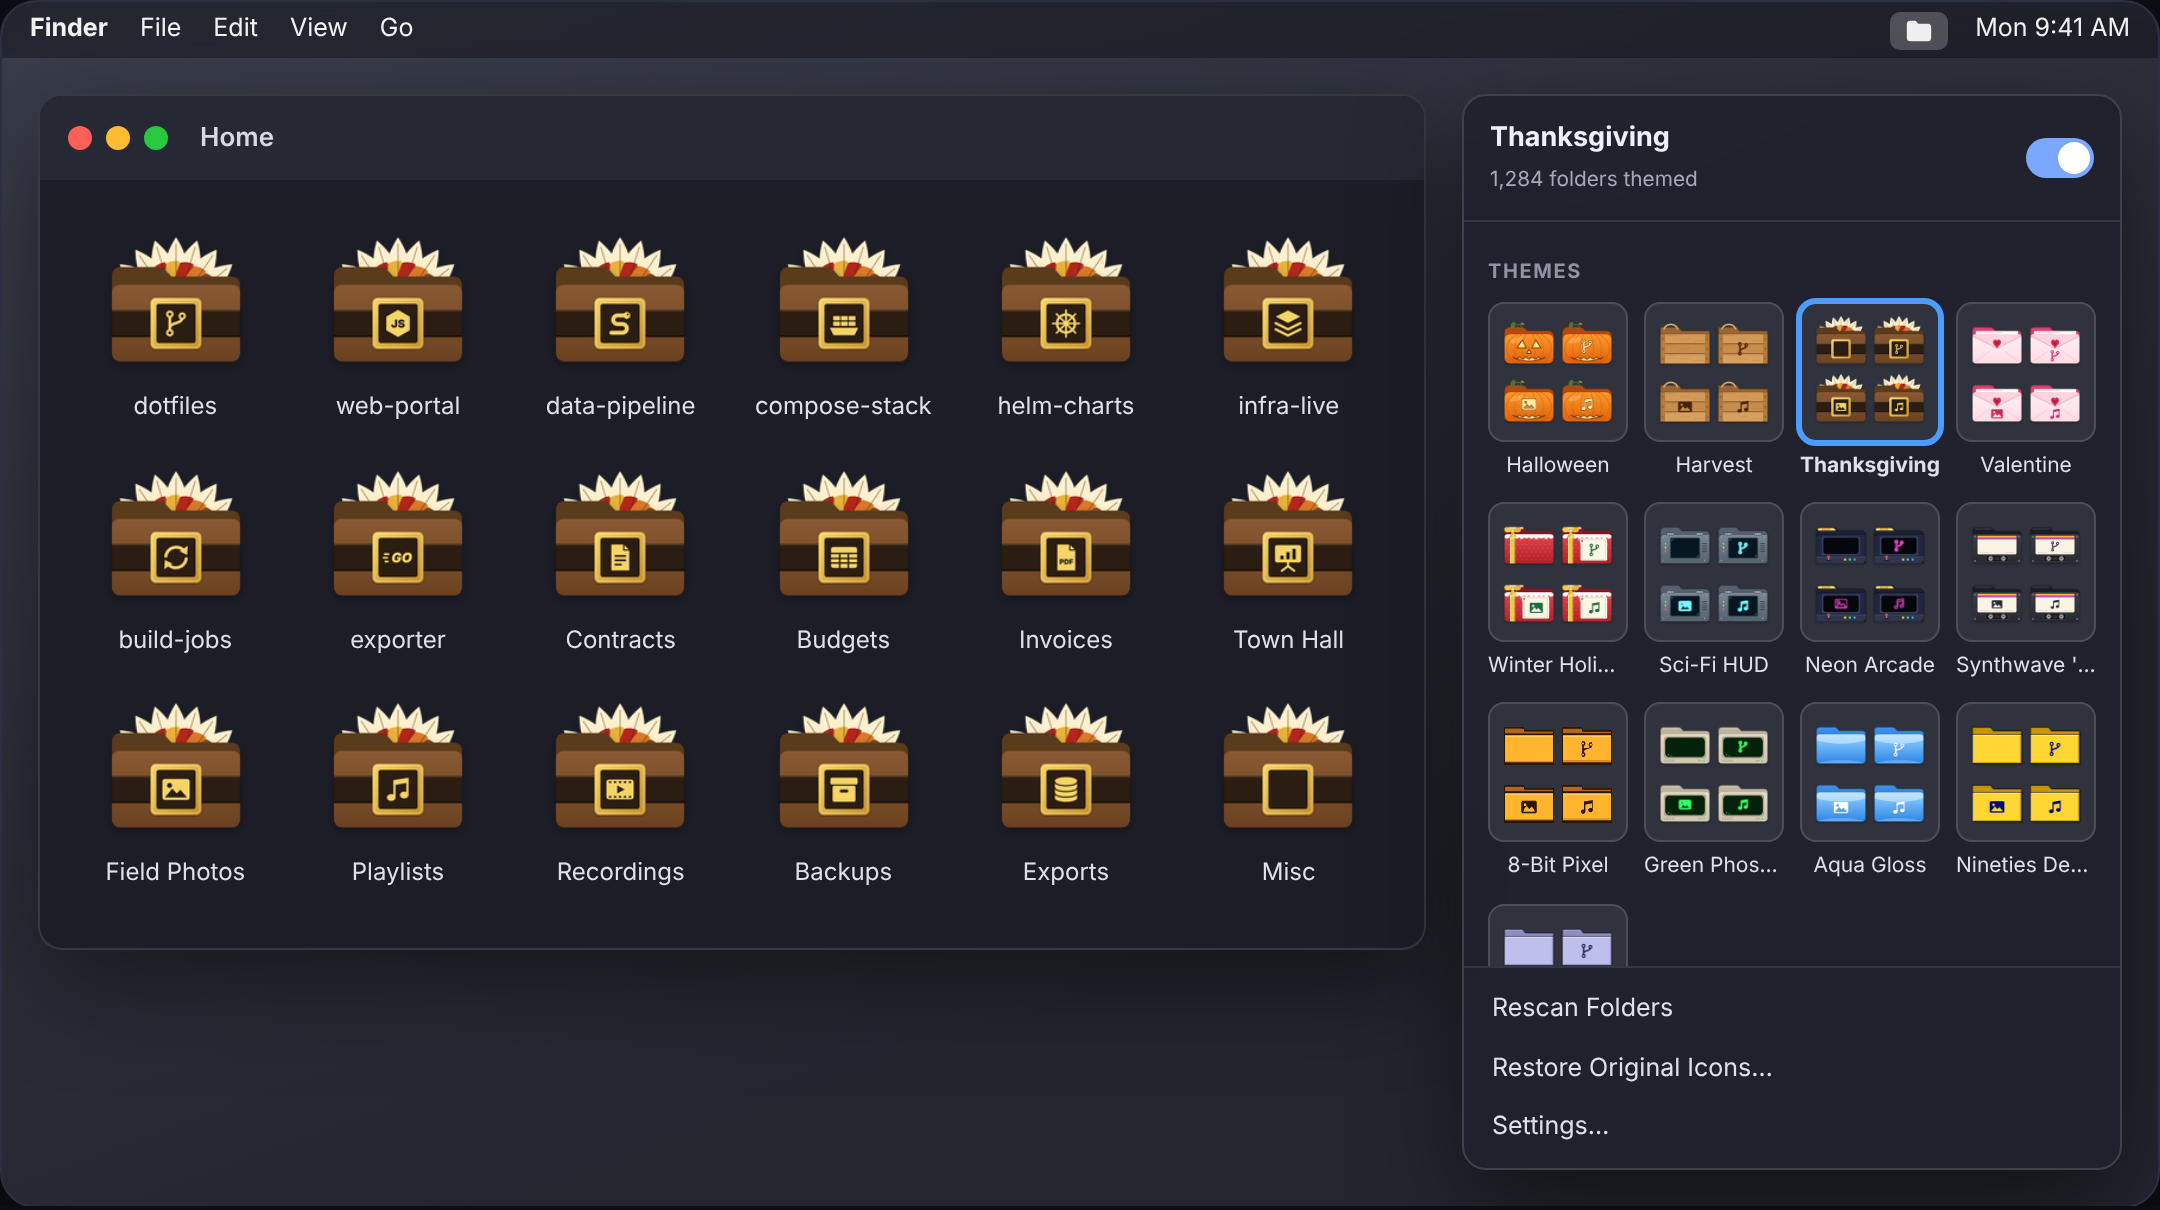 Finder File Edit View Go Mon 9:41 AM
Home
JS
dotfiles web-portal data-pipeline compose-stack helm-charts infra-live
GO PDF
build-jobs exporter Contracts Budgets Invoices Town Hall
Field Photos Playlists Recordings Backups Exports Misc
Thanksgiving
1,284 folders themed
THEMES
Halloween Harvest Thanksgiving Valentine
Winter Holi... Sci-Fi HUD Neon Arcade Synthwave '...
8-Bit Pixel Green Phos... Aqua Gloss Nineties De...
Rescan Folders
Restore Original Icons...
Settings...